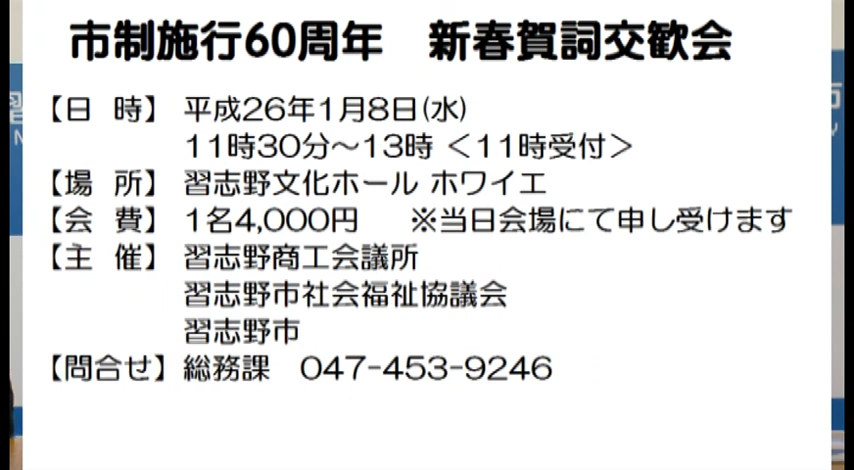 市制施行60周年　新春賀詞交歓会
【日　時】 平成26年1月8日(水)
11時30分～13時 ＜11時受付＞
【場　所】 習志野文化ホール ホワイエ
【会　費】 1名4,000円　※当日会場にて申し受けます
【主　催】 習志野商工会議所
習志野市社会福祉協議会
習志野市
【問合せ】 総務課　047-453-9246